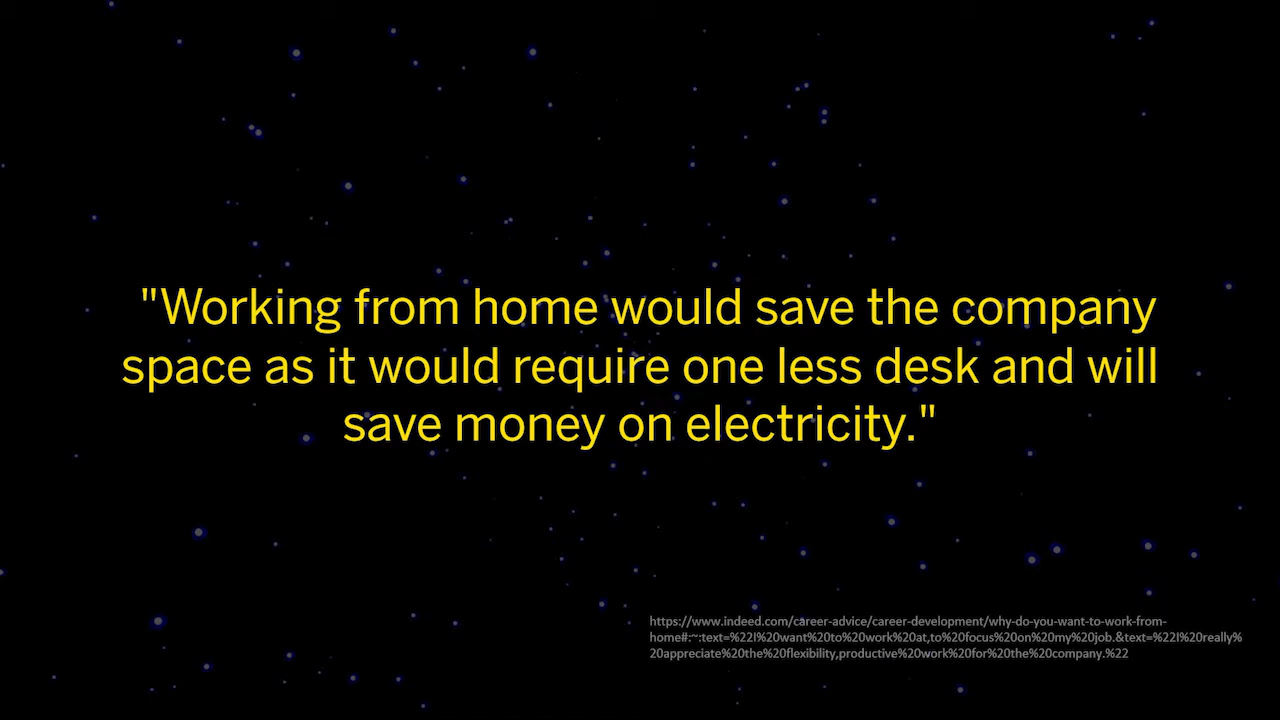 "Working from home would save the company
space as it would require one less desk and will
save money on electricity."
https://www.indeed.com/career-advice/career-development/why-do-you-want-to-work-from-
home#:~:text=%22I%20want%20to%20work%20at,to%20focus%20on%20my%20job.&text=%22I%20really%
20appreciate%20the%20flexibility,productive%20work%20for%20the%20company.%22